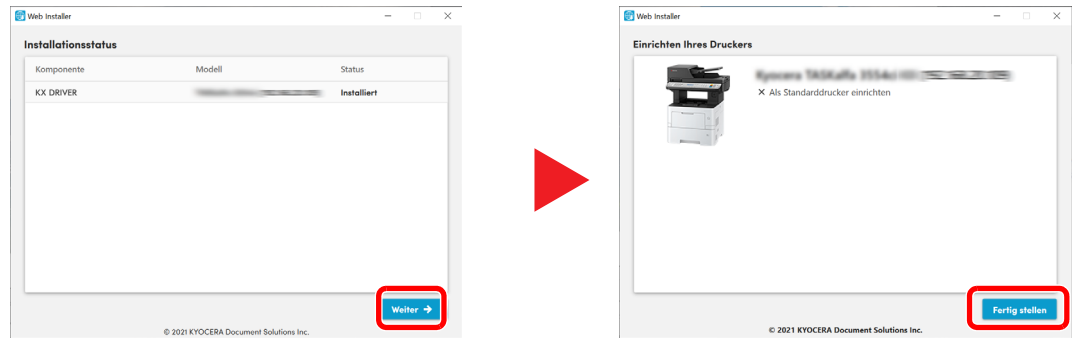 Web Installer
Installationsstatus
Komponente Modell Status
KX DRIVER Installiert
Weiter
© 2021 KYOCERA Document Solutions Inc.
Web Installer
Einrichten Ihres Druckers
Als Standarddrucker einrichten
Fertig stellen
© 2021 KYOCERA Document Solutions Inc.